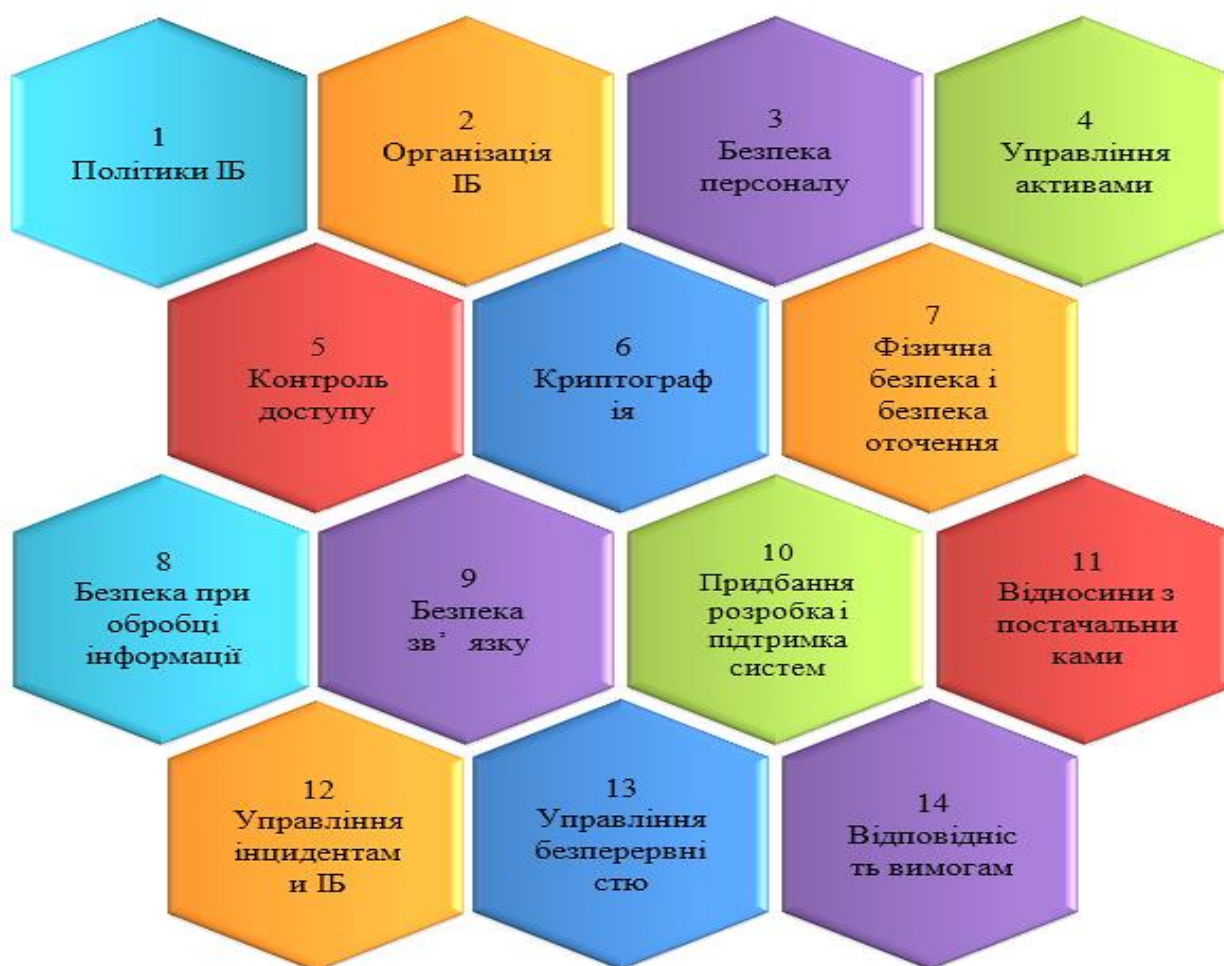 1
Політики ІБ
2
Організація
ІБ
3
Безпека
персоналу
4
Управління
активами
5
Контроль
доступу
6
Криптограф
ія
7
Фізична
безпека і
безпека
оточення
8
Безпека при
обробці
інформації
9
Безпека
зв’ язку
10
Придбання
розробка і
підтримка
систем
11
Відносини з
постачальни
ками
12
Управління
інцидентам
и ІБ
13
Управління
безперервні
стю
14
Відповідніс
ть вимогам